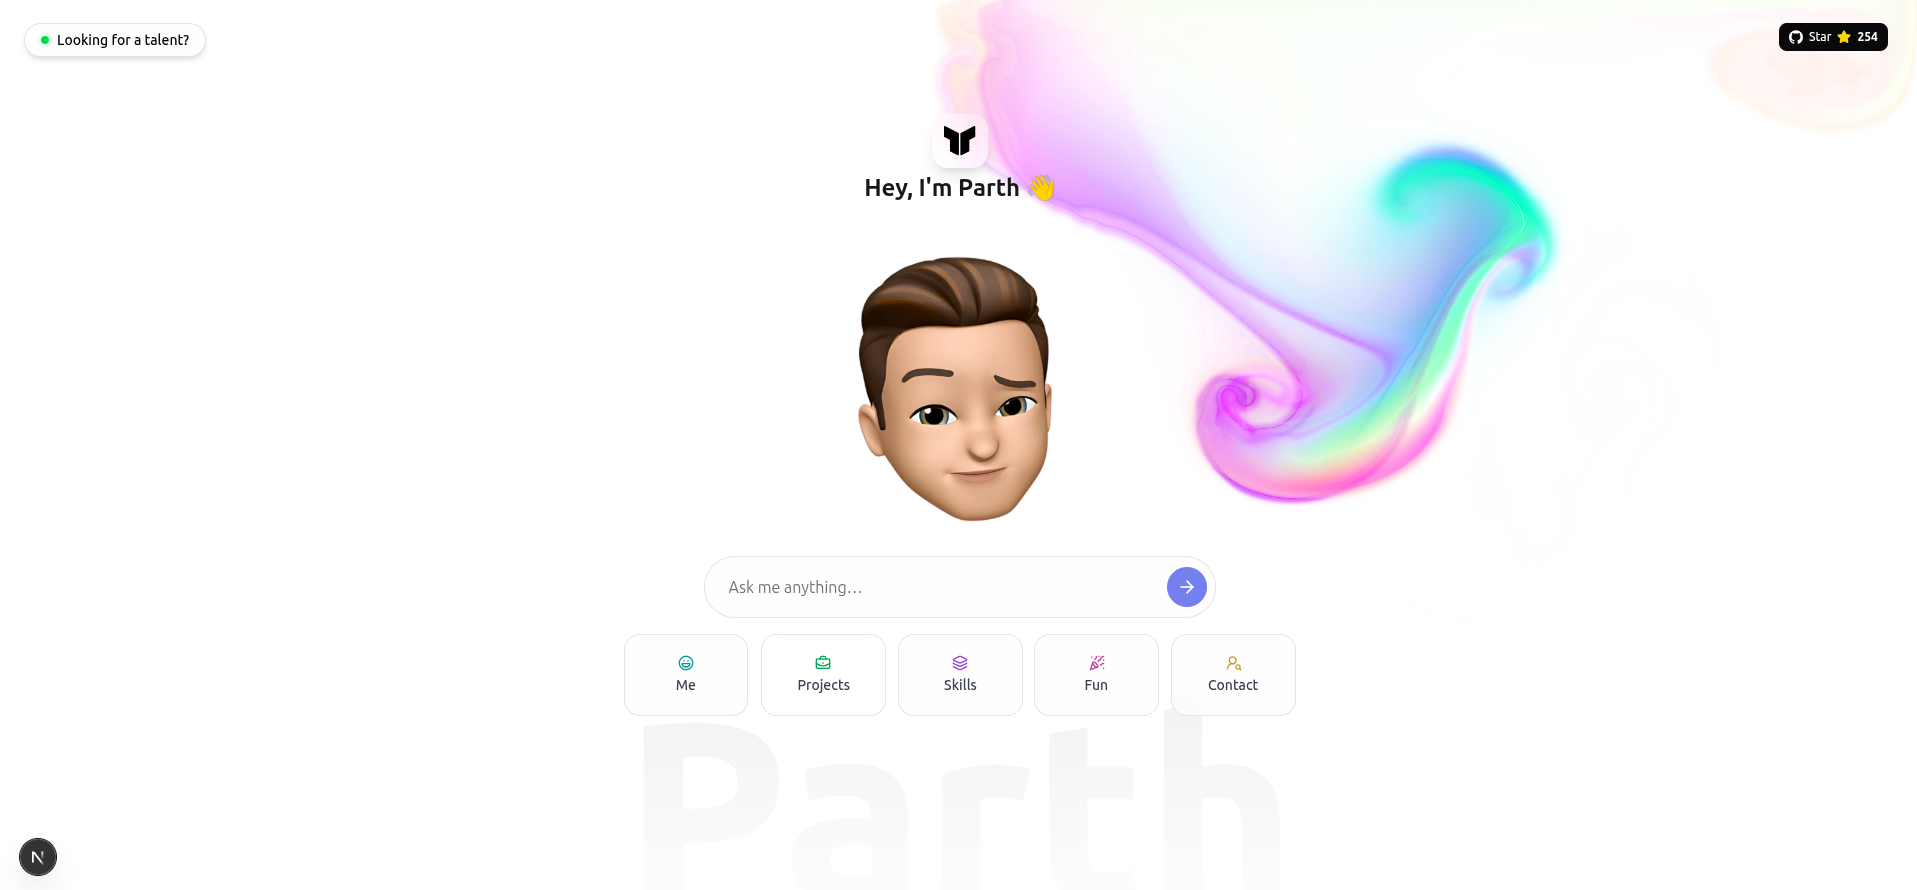 Looking for a talent?
Star 254
Hey, I'm Parth 👋
Ask me anything...
Me
Projects
Skills
Fun
Contact
Parth
N